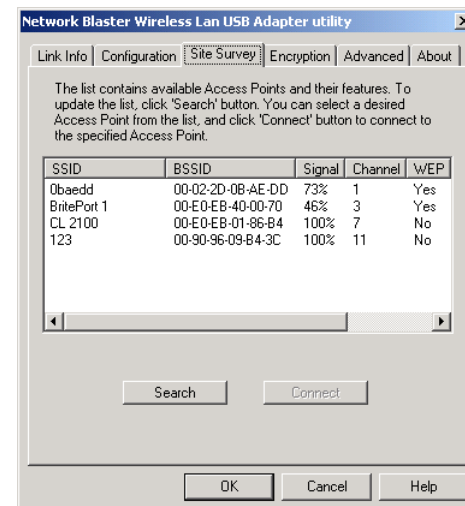 Network Blaster Wireless Lan USB Adapter utility
Link Info Configuration Site Survey Encryption Advanced About
The list contains available Access Points and their features. To
update the list, click 'Search' button. You can select a desired
Access Point from the list, and click 'Connect' button to connect to
the specified Access Point.
SSID BSSID Signal Channel WEP
0baedd 00-02-2D-0B-AE-DD 73% 1 Yes
BritePort 1 00-E0-EB-40-00-70 46% 3 Yes
CL 2100 00-E0-EB-01-86-B4 100% 7 No
123 00-90-96-09-B4-3C 100% 11 No
Search Connect
OK Cancel Help